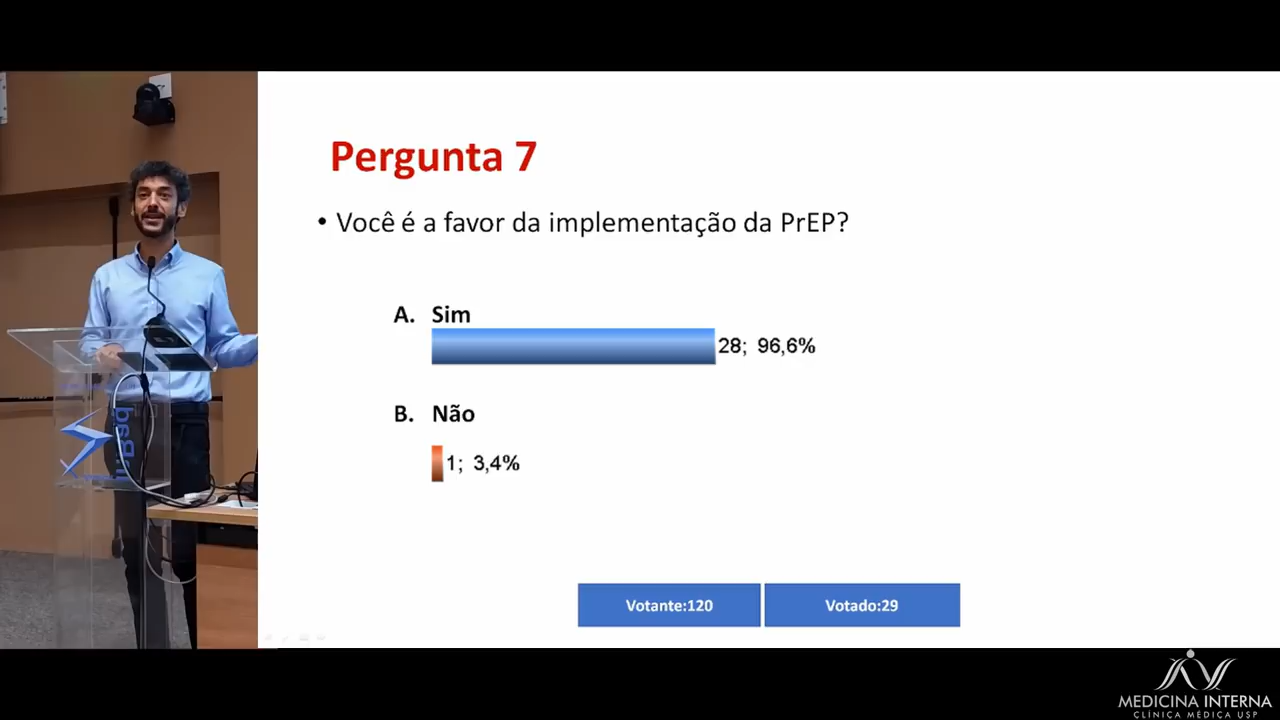 Pergunta 7
• Você é a favor da implementação da PrEP?
A. Sim
28; 96,6%
B. Não
1; 3,4%
Votante:120
Votado:29
MEDICINA INTERNA
CLÍNICA MÉDICA USP